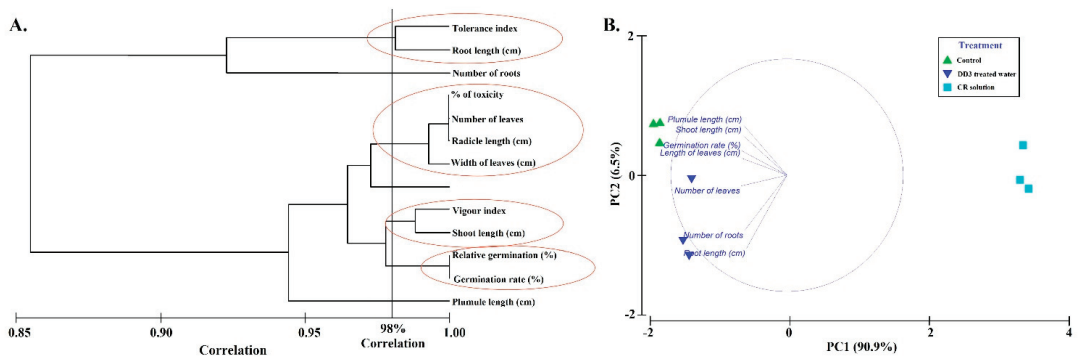 A.
Tolerance index
Root length (cm)
Number of roots
% of toxicity
Number of leaves
Radicle length (cm)
Width of leaves (cm)
Vigour index
Shoot length (cm)
Relative germination (%)
Germination rate (%)
Plumule length (cm)
0.85
0.90
0.95
98%
1.00
Correlation
Correlation
B.
2
0
-2
PC2 (6.5%)
Treatment
Control
DD3 treated water
CR solution
Plumule length (cm)
Shoot length (cm)
Germination rate (%)
Length of leaves (cm)
Number of leaves
Number of roots
Root length (cm)
-2
0
2
4
PC1 (90.9%)